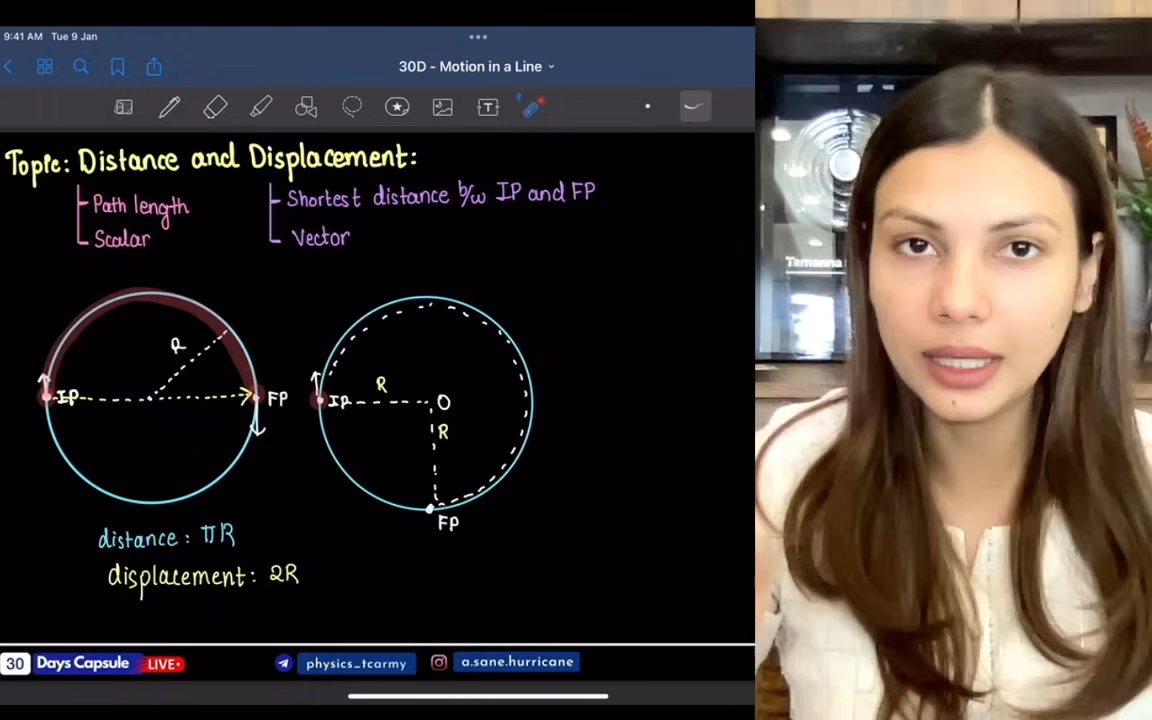 9:41 AM Tue 9 Jan
30D - Motion in a Line
T
Topic: Distance and Displacement:
Path length
Scalar
Shortest distance b/w IP and FP
Vector
R
IP
FP
R
IP
O
R
FP
distance: πR
displacement: 2R
30 Days Capsule LIVE
physics_tcarmy
a.sane.hurricane
Tamanna